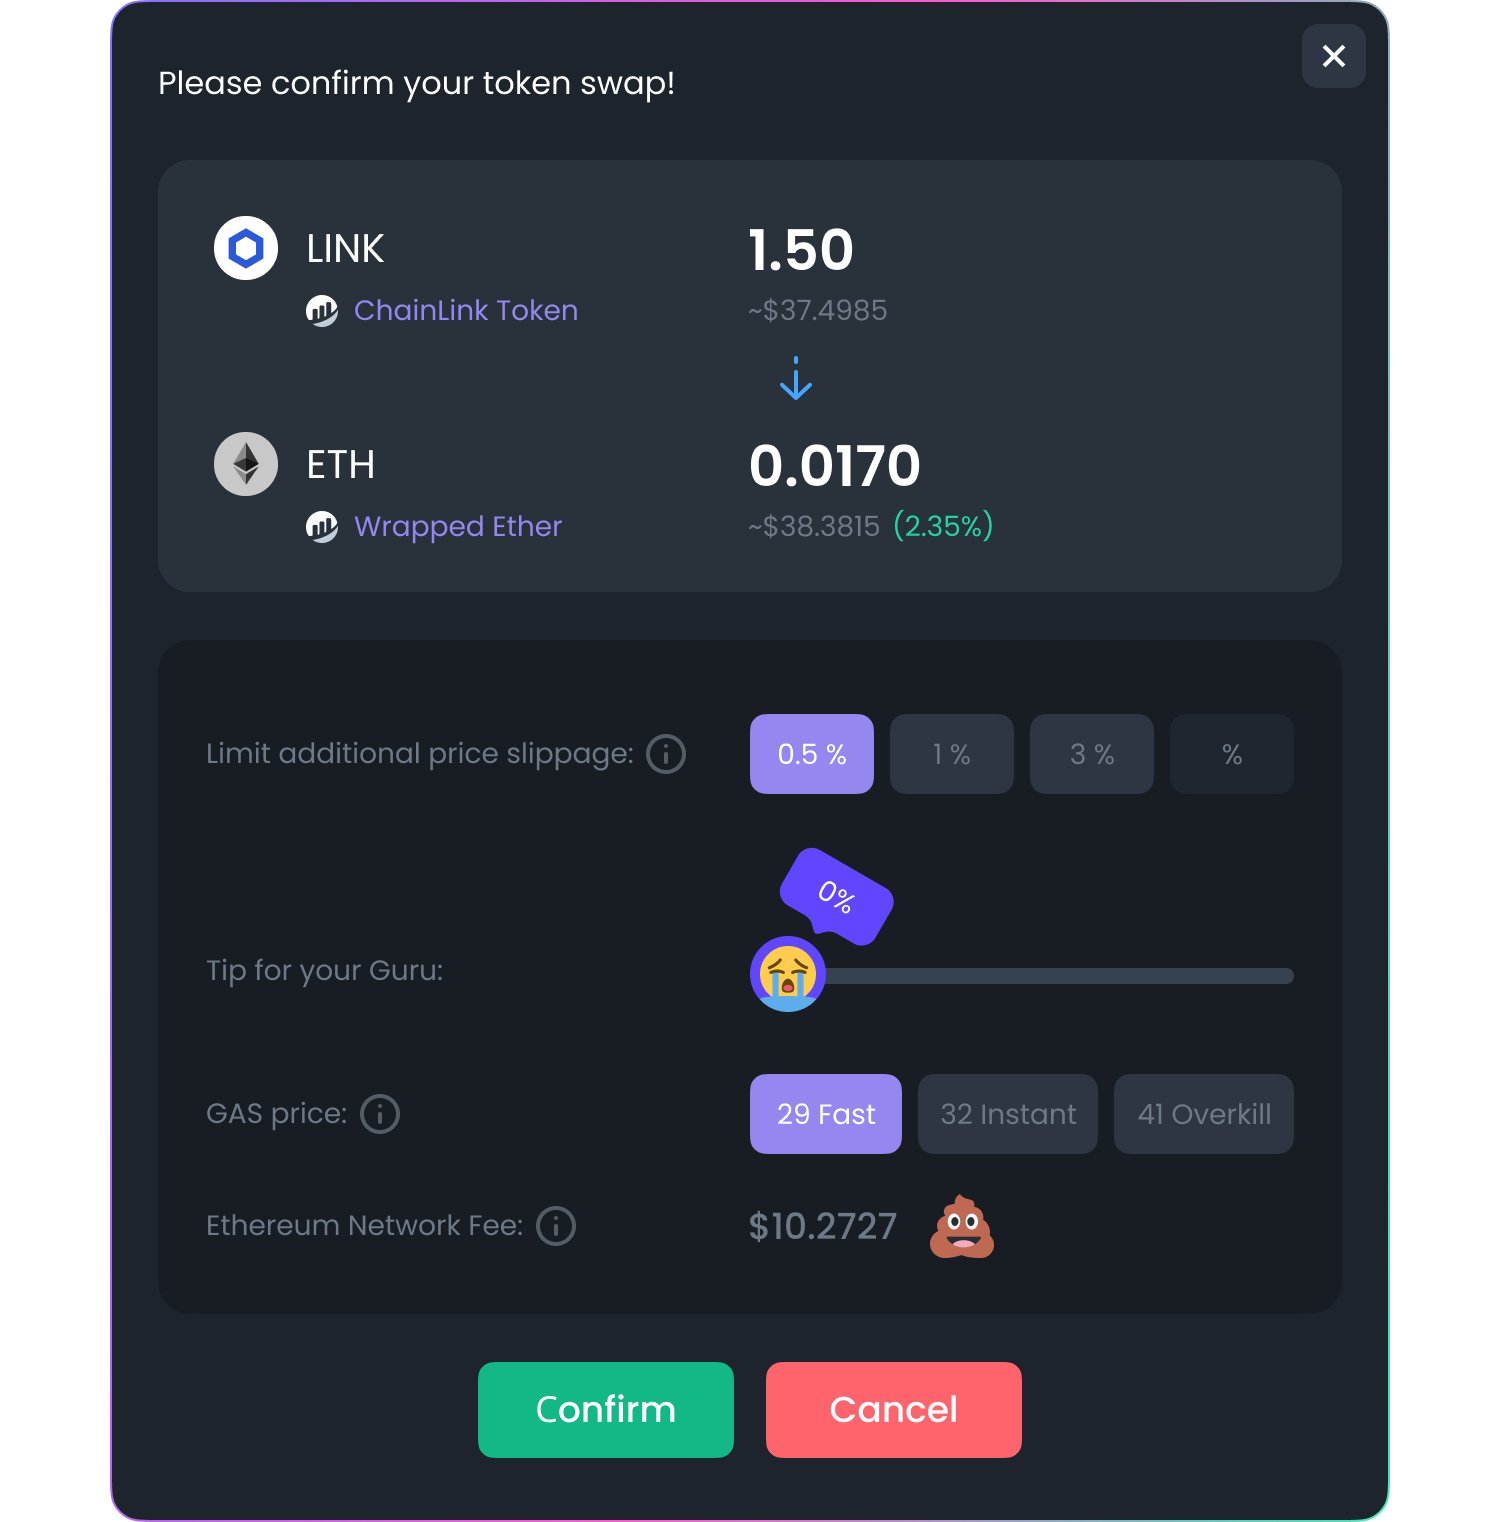 Please confirm your token swap!
LINK 1.50
ChainLink Token ~$37.4985
ETH 0.0170
Wrapped Ether ~$38.3815 (2.35%)
Limit additional price slippage: 0.5 % 1 % 3 % %
0%
Tip for your Guru:
GAS price: 29 Fast 32 Instant 41 Overkill
Ethereum Network Fee: $10.2727
Confirm Cancel